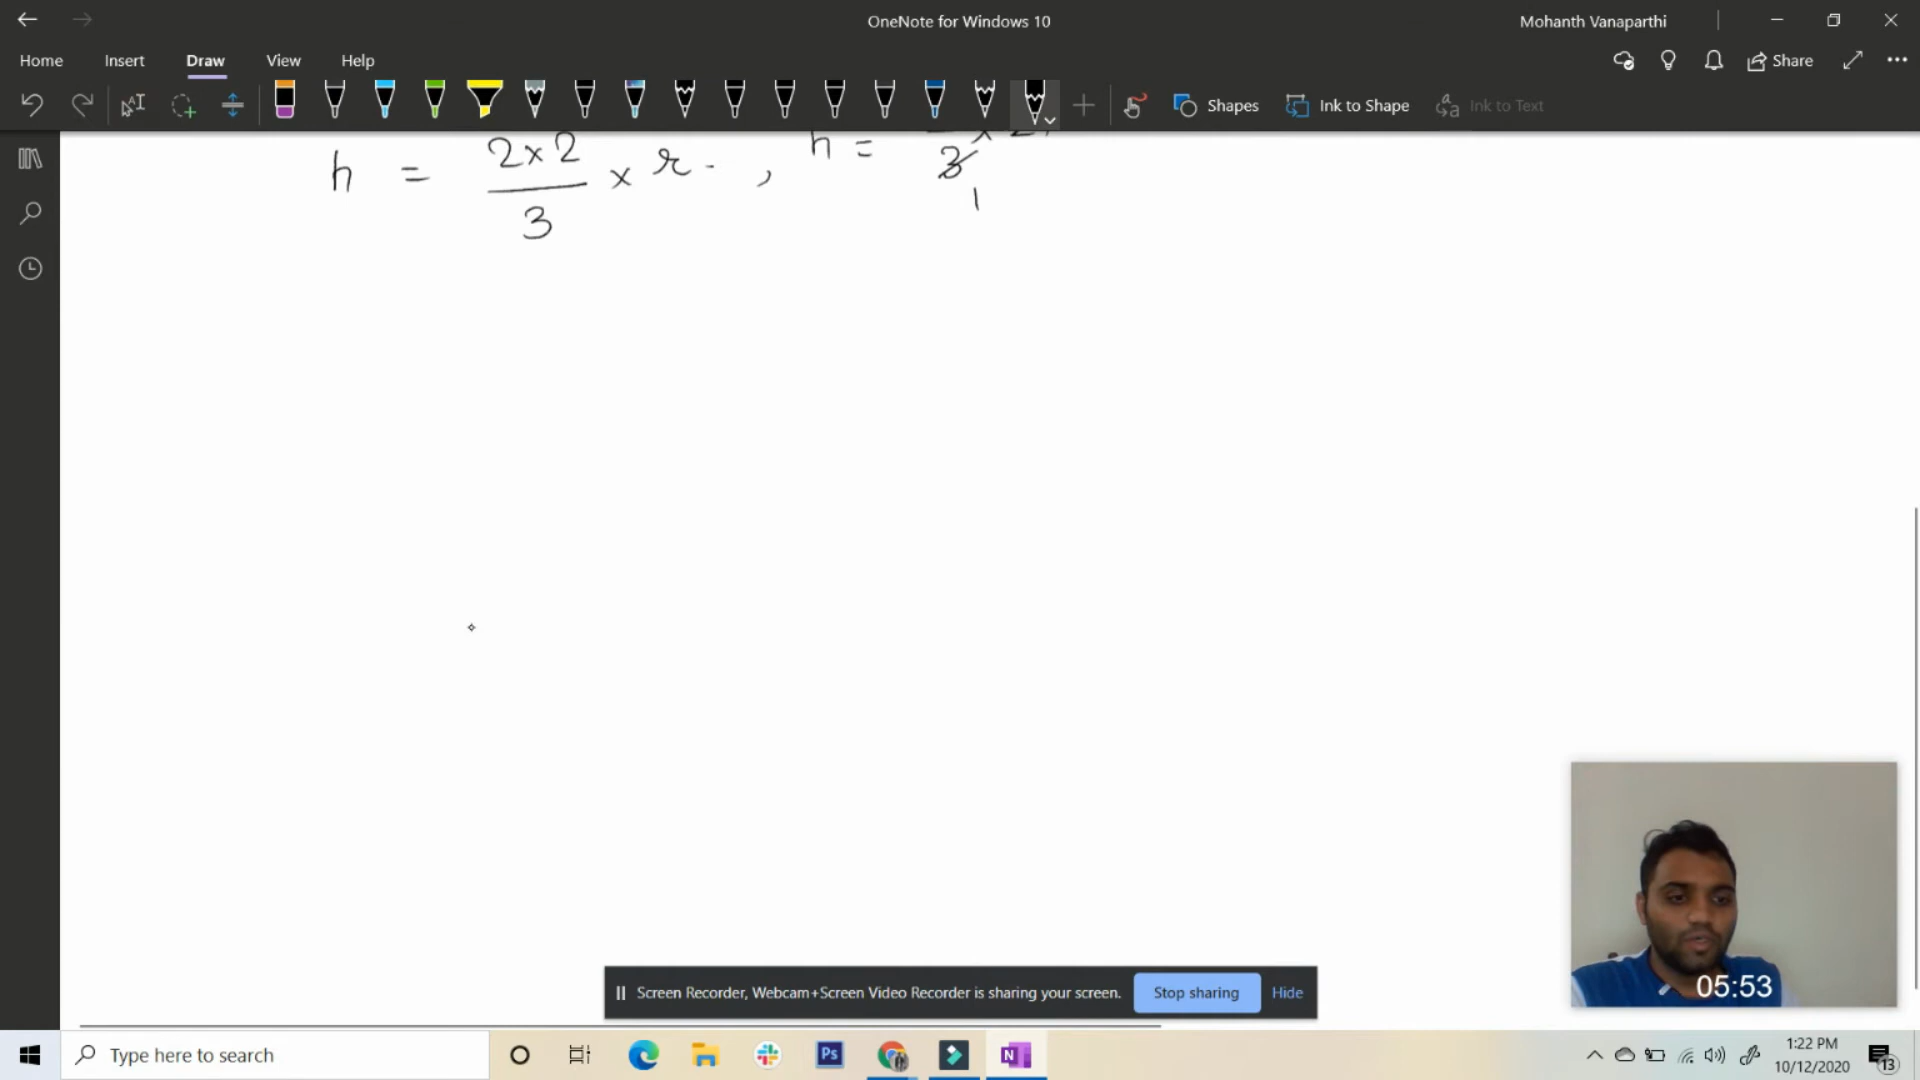 OneNote for Windows 10
Mohanth Vanaparthi
Home Insert Draw View Help
Share
Shapes
Ink to Shape
Ink to Text
h = 2×2 / 3 × r . , h =
3
1
Screen Recorder, Webcam+Screen Video Recorder is sharing your screen.
Stop sharing
Hide
05:53
Type here to search
Ps
N
1:22 PM
10/12/2020
13